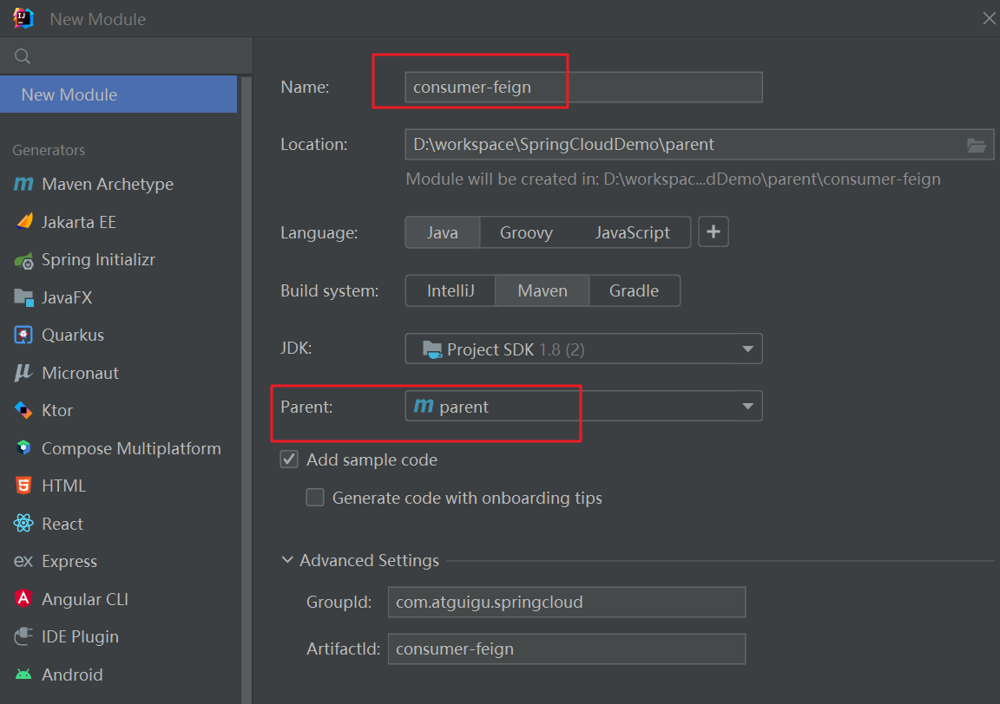 New Module
New Module
Generators
Maven Archetype
Jakarta EE
Spring Initializr
JavaFX
Quarkus
Micronaut
Ktor
Compose Multiplatform
HTML
React
Express
Angular CLI
IDE Plugin
Android
Name: consumer-feign
Location: D:\workspace\SpringCloudDemo\parent
Module will be created in: D:\workspac...dDemo\parent\consumer-feign
Language: Java Groovy JavaScript +
Build system: IntelliJ Maven Gradle
JDK: Project SDK 1.8 (2)
Parent: m parent
Add sample code
Generate code with onboarding tips
Advanced Settings
GroupId: com.atguigu.springcloud
ArtifactId: consumer-feign